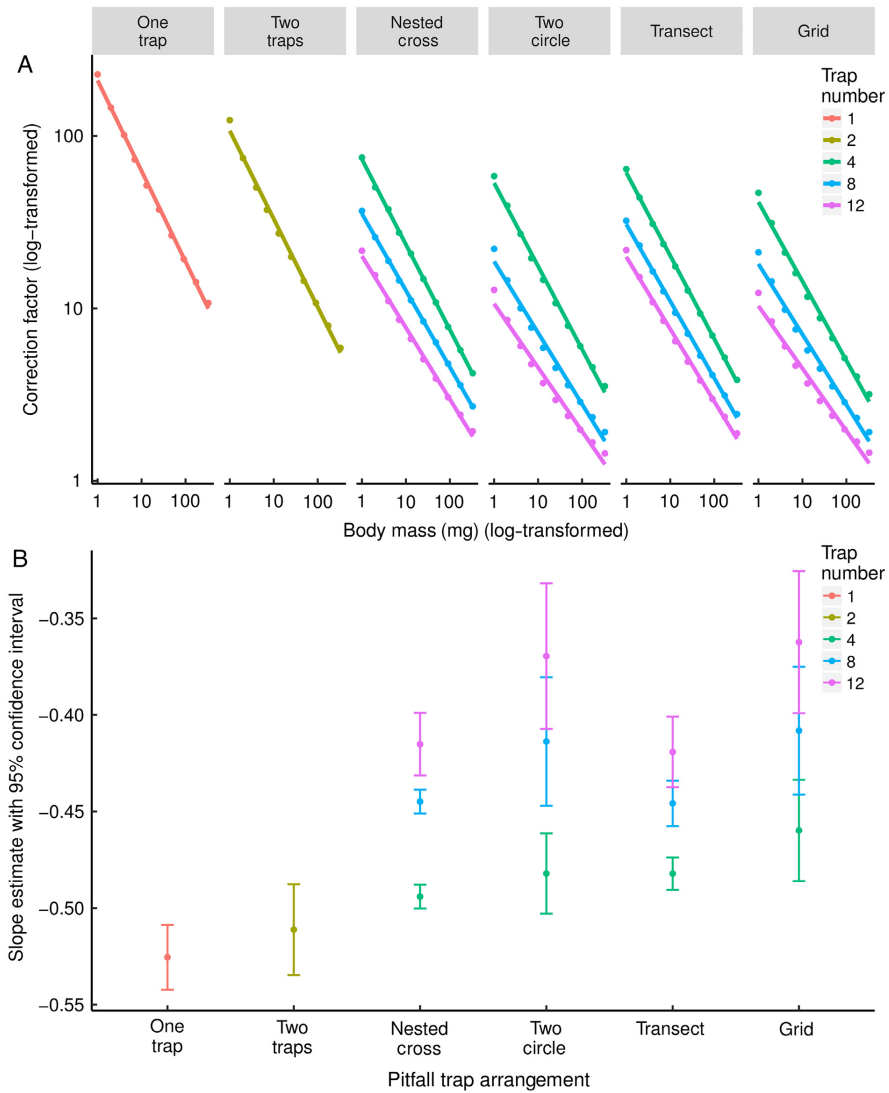 One trap
Two traps
Nested cross
Two circle
Transect
Grid
A
Correction factor (log−transformed)
100
10
1
1 10 100
1 10 100
1 10 100
1 10 100
1 10 100
1 10 100
Body mass (mg) (log−transformed)
Trap
number
1
2
4
8
12
B
Slope estimate with 95% confidence interval
−0.35
−0.40
−0.45
−0.50
−0.55
One trap
Two traps
Nested cross
Two circle
Transect
Grid
Pitfall trap arrangement
Trap
number
1
2
4
8
12